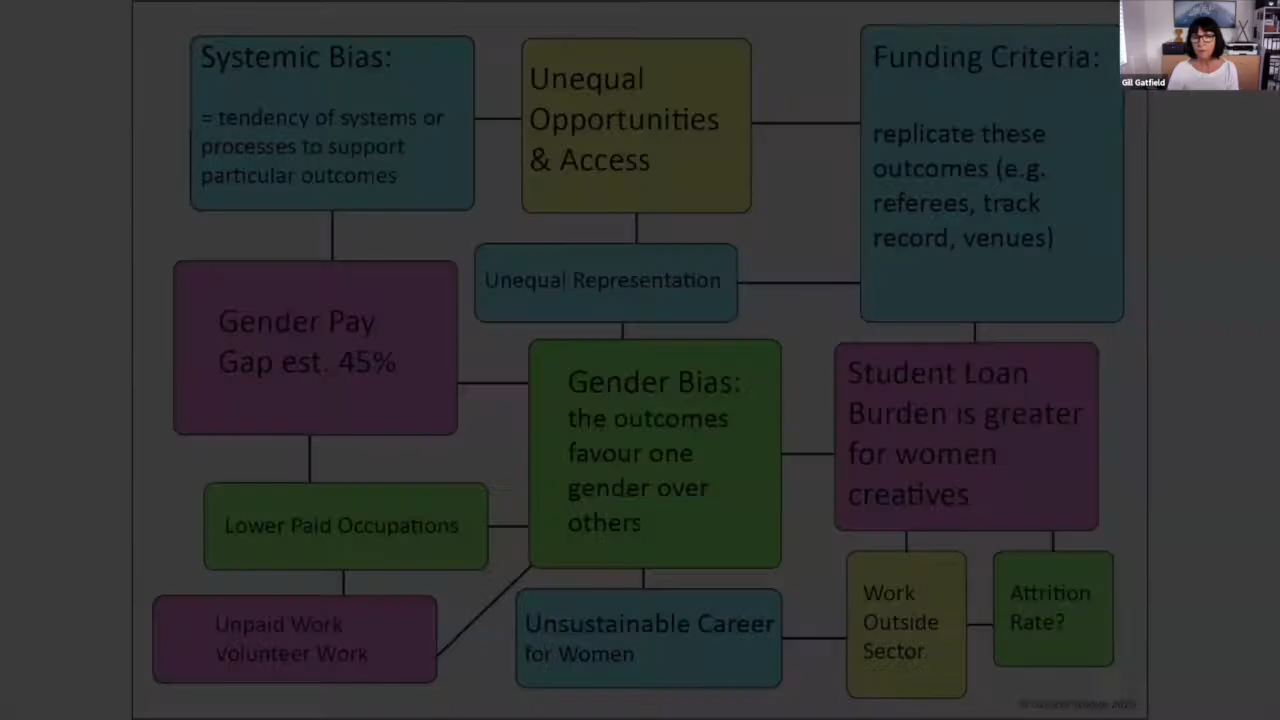 Systemic Bias:
= tendency of systems or
processes to support
particular outcomes
Unequal
Opportunities
& Access
Funding Criteria:
replicate these
outcomes (e.g.
referees, track
record, venues)
Gill Gatfield
Unequal Representation
Gender Pay
Gap est. 45%
Gender Bias:
the outcomes
favour one
gender over
others
Student Loan
Burden is greater
for women
creatives
Lower Paid Occupations
Unpaid Work
Volunteer Work
Unsustainable Career
for Women
Work
Outside
Sector
Attrition
Rate?